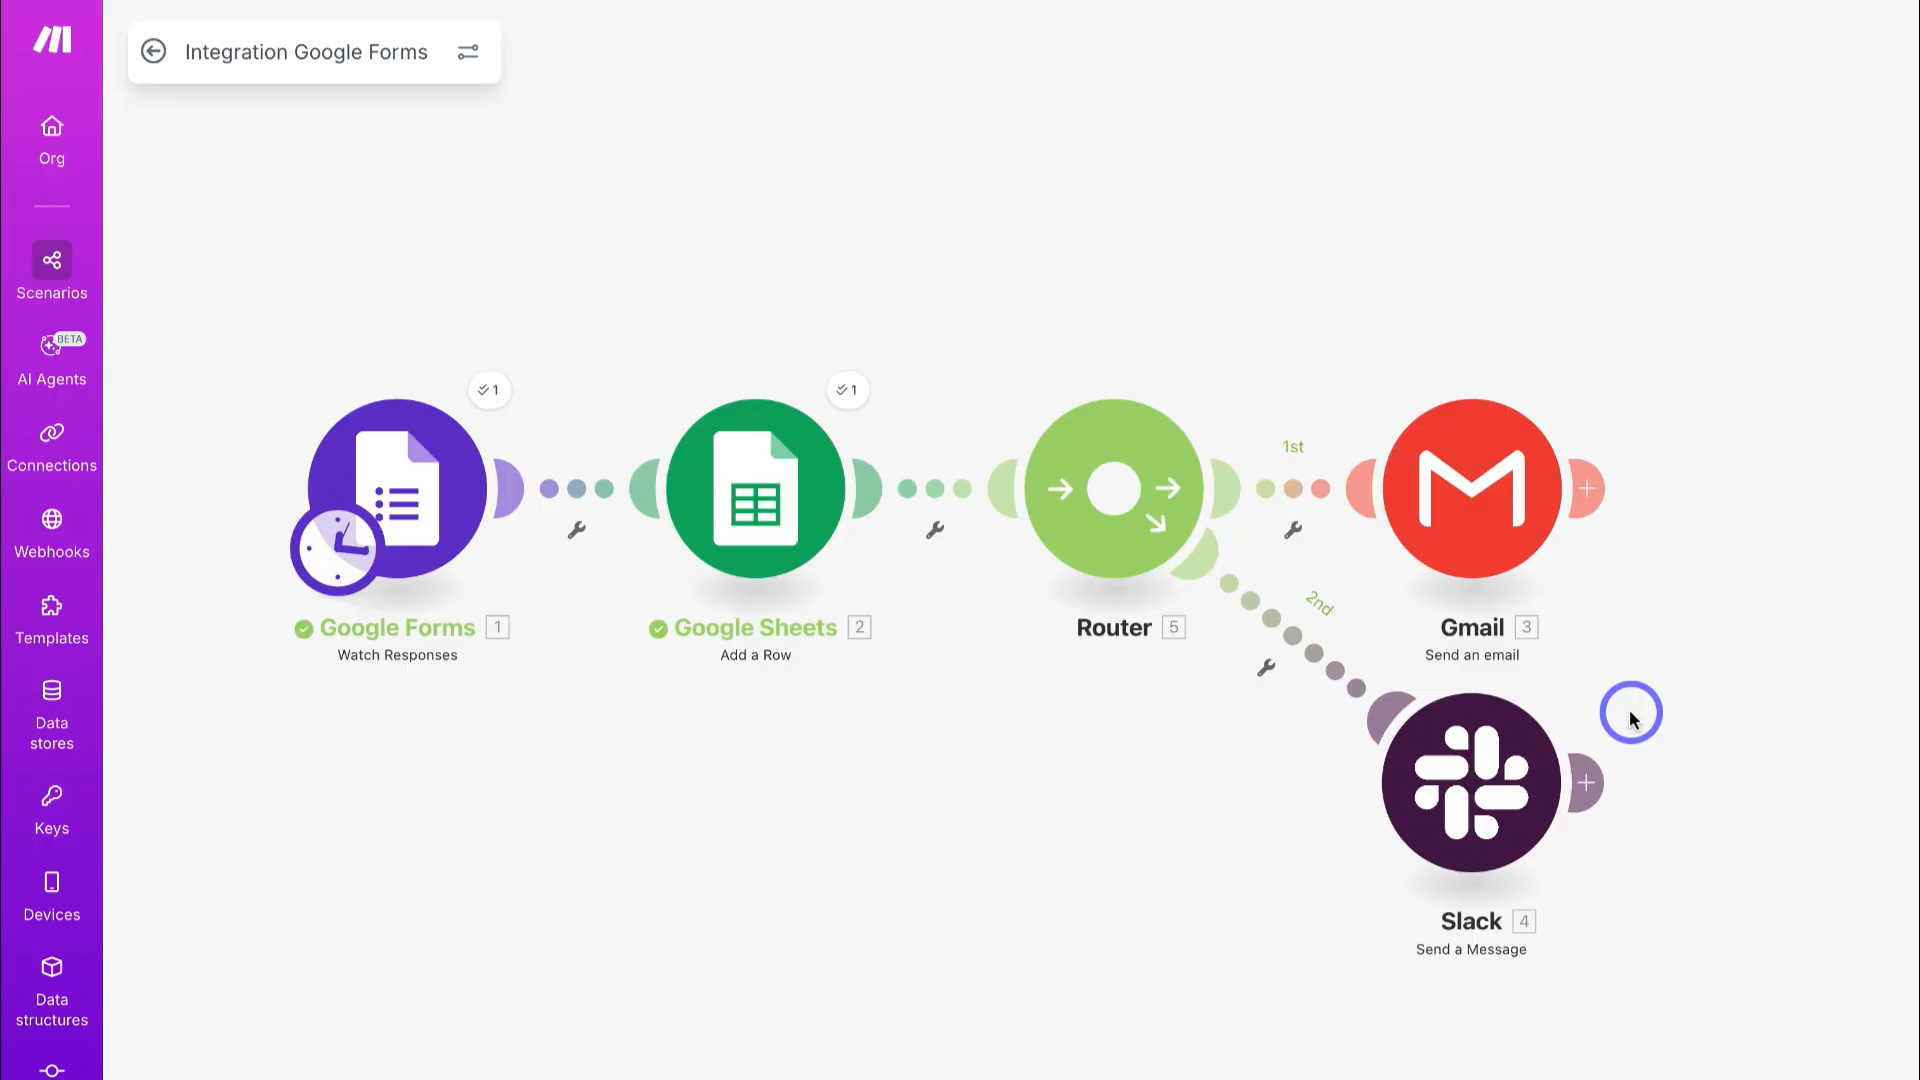 Integration Google Forms
Org
Scenarios
BETA
AI Agents
Connections
Webhooks
Templates
Data
stores
Keys
Devices
Data
structures
1
1
1st
2nd
Google Forms 1
Watch Responses
Google Sheets 2
Add a Row
Router 5
Gmail 3
Send an email
Slack 4
Send a Message